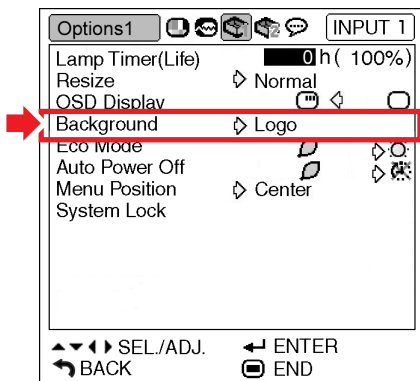 Options1 INPUT 1
Lamp Timer(Life) 0 h ( 100%)
Resize Normal
OSD Display
Background Logo
Eco Mode
Auto Power Off
Menu Position Center
System Lock
SEL./ADJ. ENTER
BACK END